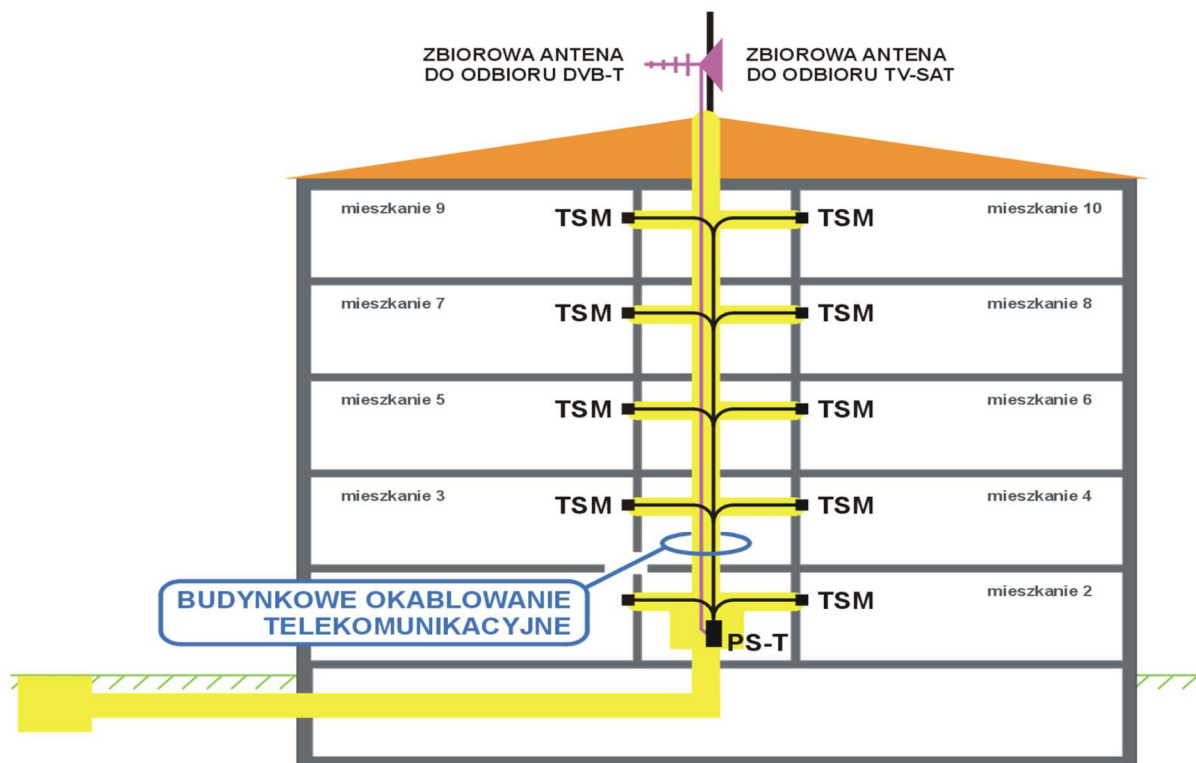 ZBIOROWA ANTENA
DO ODBIORU DVB-T
ZBIOROWA ANTENA
DO ODBIORU TV-SAT
mieszkanie 9
TSM
TSM
mieszkanie 10
mieszkanie 7
TSM
TSM
mieszkanie 8
mieszkanie 5
TSM
TSM
mieszkanie 6
mieszkanie 3
TSM
TSM
mieszkanie 4
BUDYNKOWE OKABLOWANIE
TELEKOMUNIKACYJNE
TSM
mieszkanie 2
PS-T